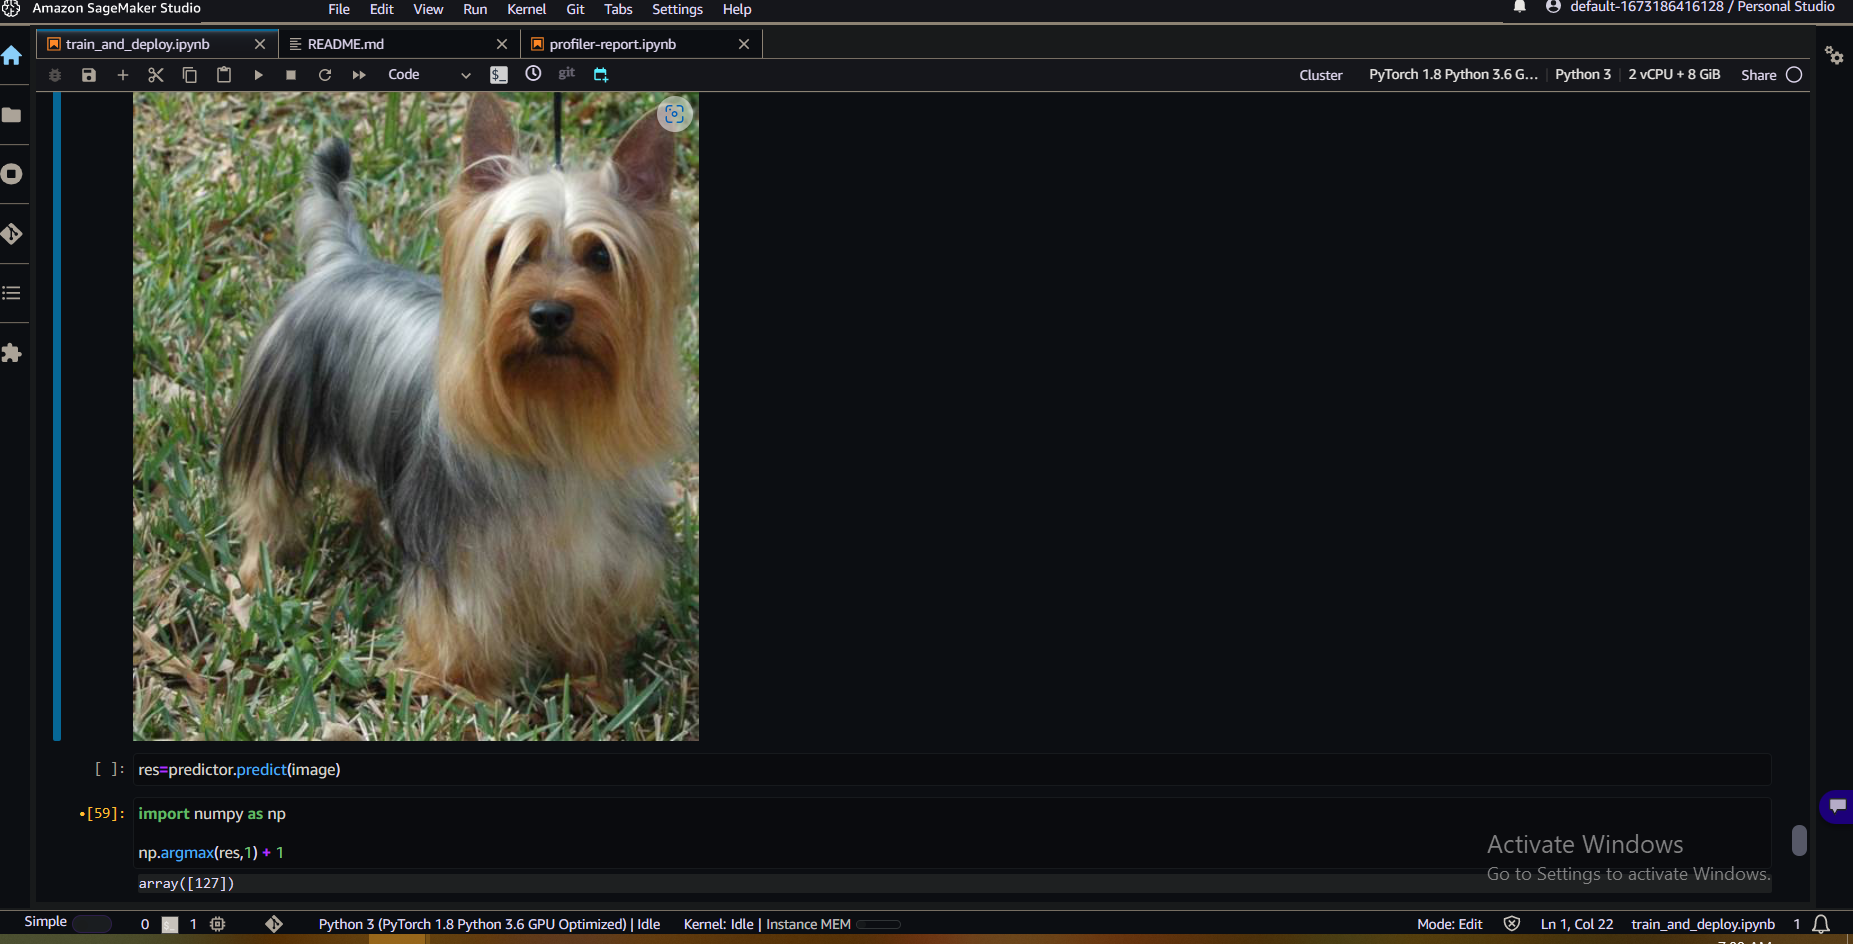 Amazon SageMaker Studio File Edit View Run Kernel Git Tabs Settings Help default-1673186416128 / Personal Studio
train_and_deploy.ipynb README.md profiler-report.ipynb
Code git Cluster PyTorch 1.8 Python 3.6 G... Python 3 2 vCPU + 8 GiB Share
[ ]: res=predictor.predict(image)
•[59]: import numpy as np
np.argmax(res,1) + 1
array([127])
Activate Windows
Go to Settings to activate Windows.
Simple 0 $_ 1 Python 3 (PyTorch 1.8 Python 3.6 GPU Optimized) | Idle Kernel: Idle | Instance MEM Mode: Edit Ln 1, Col 22 train_and_deploy.ipynb 1